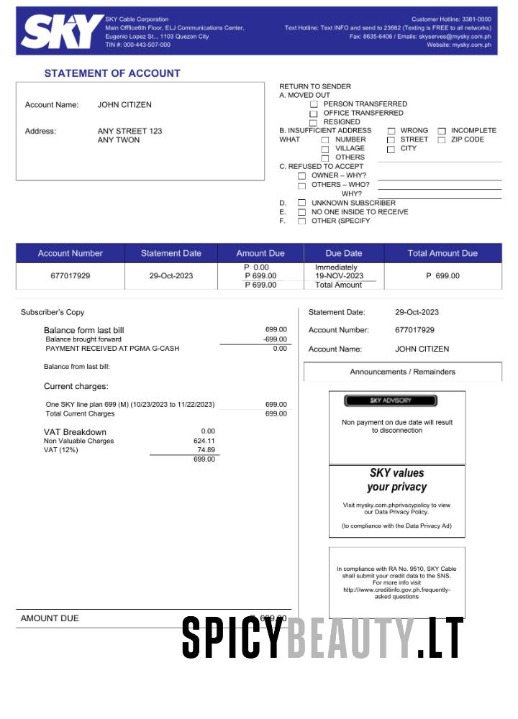 SKY
SKY Cable Corporation
Main Office6th Floor, ELJ Communications Center,
Eugenio Lopez St., 1103 Quezon City
TIN #: 000-443-507-000
Customer Hotline: 3381-0000
Text Hotline: Text INFO and send to 23662 (Texting is FREE to all networks)
Fax: 8635-6406 / Emails: skyserves@mysky.com.ph
Website: mysky.com.ph
STATEMENT OF ACCOUNT
Account Name: JOHN CITIZEN
Address: ANY STREET 123
ANY TWON
RETURN TO SENDER
A. MOVED OUT
PERSON TRANSFERRED
OFFICE TRANSFERRED
RESIGNED
B. INSUFFICIENT ADDRESS WRONG INCOMPLETE
WHAT NUMBER STREET ZIP CODE
VILLAGE CITY
OTHERS
C. REFUSED TO ACCEPT
OWNER – WHY?
OTHERS – WHO?
WHY?
D. UNKNOWN SUBSCRIBER
E. NO ONE INSIDE TO RECEIVE
F. OTHER (SPECIFY
Account Number Statement Date Amount Due Due Date Total Amount Due
P 0.00 Immediately
677017929 29-Oct-2023 P 699.00 19-NOV-2023 P 699.00
P 699.00 Total Amount
Subscriber's Copy
Balance form last bill 699.00
Balance brought forward -699.00
PAYMENT RECEIVED AT PGMA G-CASH 0.00
Balance from last bill:
Current charges:
One SKY line plan 699 (M) (10/23/2023 to 11/22/2023) 699.00
Total Current Charges 699.00
VAT Breakdown 0.00
Non Valuable Charges 624.11
VAT (12%) 74.89
699.00
Statement Date: 29-Oct-2023
Account Number: 677017929
Account Name: JOHN CITIZEN
Announcements / Remainders
SKY ADVISORY
Non payment on due date will result
to disconnection
SKY values
your privacy
Visit mysky.com.phprivacypolicy to view
our Data Privacy Policy.
(to compliance with the Data Privacy Ad)
In compliance with RA No. 9510, SKY Cable
shall submit your credit data to the SNS.
For more info visit
http://www.creditinfo.gov.ph.frequently-
asked questions
AMOUNT DUE P 699.00
SPICYBEAUTY.LT